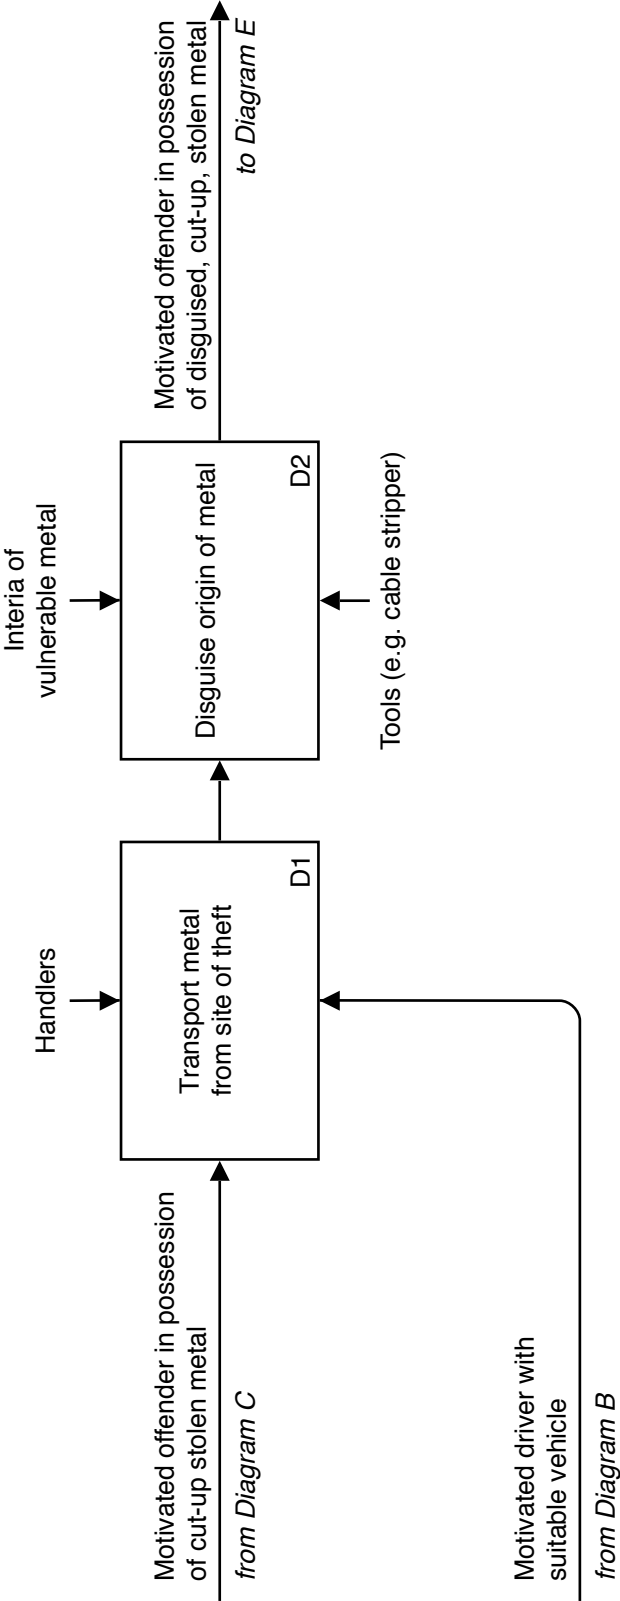 Motivated offender in possession
of cut-up stolen metal
from Diagram C
Motivated driver with
suitable vehicle
from Diagram B
Handlers
Transport metal
from site of theft
D1
Interia of
vulnerable metal
Disguise origin of metal
D2
Tools (e.g. cable stripper)
Motivated offender in possession
of disguised, cut-up, stolen metal
to Diagram E